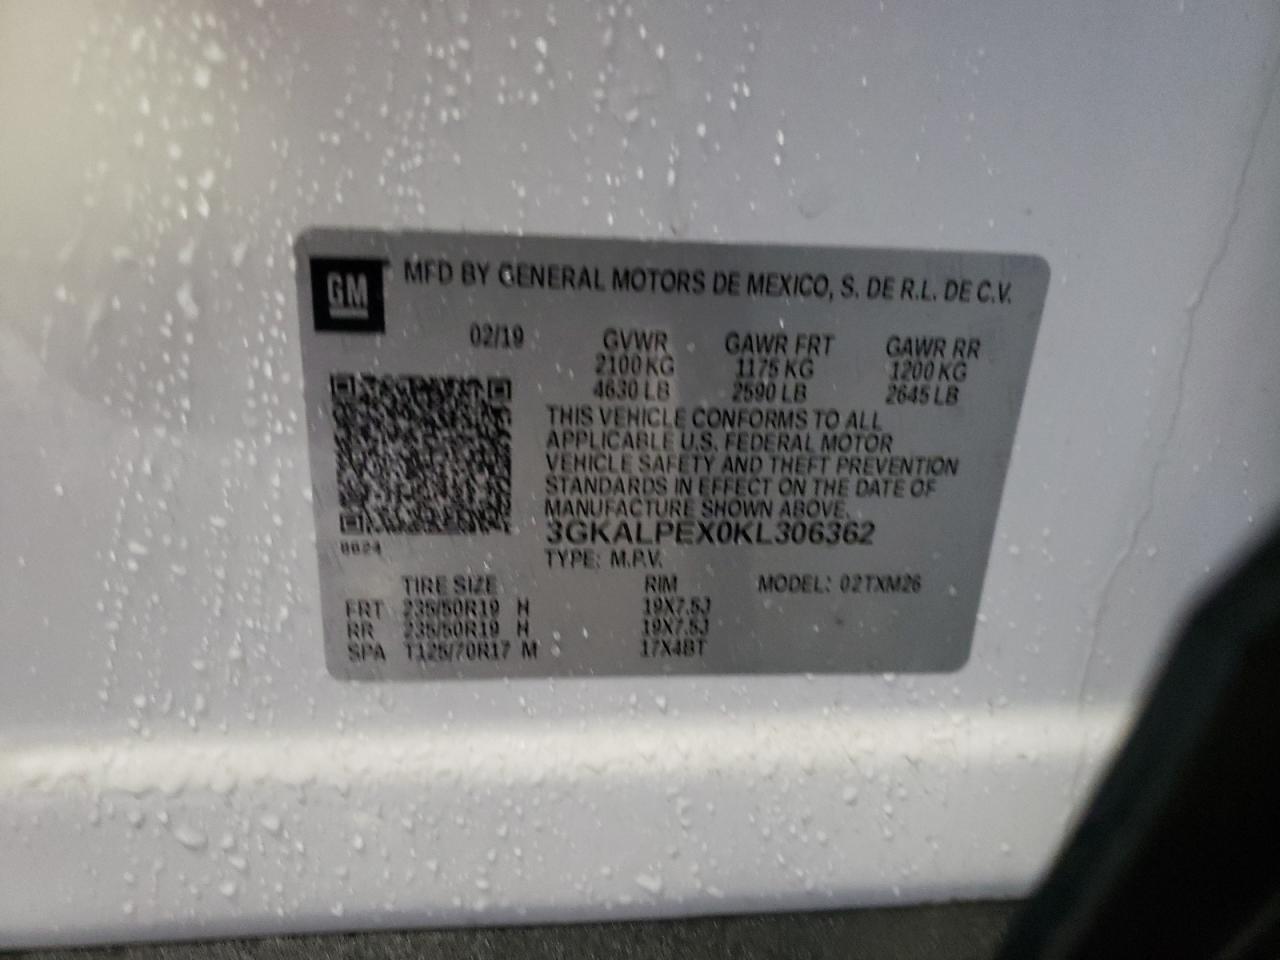 GM MFD BY GENERAL MOTORS DE MEXICO, S. DE R.L. DE C.V.
02/19 GVWR GAWR FRT GAWR RR
2100 KG 1175 KG 1200 KG
4630 LB 2590 LB 2645 LB
THIS VEHICLE CONFORMS TO ALL
APPLICABLE U.S. FEDERAL MOTOR
VEHICLE SAFETY AND THEFT PREVENTION
STANDARDS IN EFFECT ON THE DATE OF
MANUFACTURE SHOWN ABOVE.
3GKALPEX0KL306362
8624
TYPE: M.P.V.
TIRE SIZE RIM MODEL: 02TXM26
FRT 235/50R19 H 19X7.5J
RR 235/50R19 H 19X7.5J
SPA T125/70R17 M 17X4BT